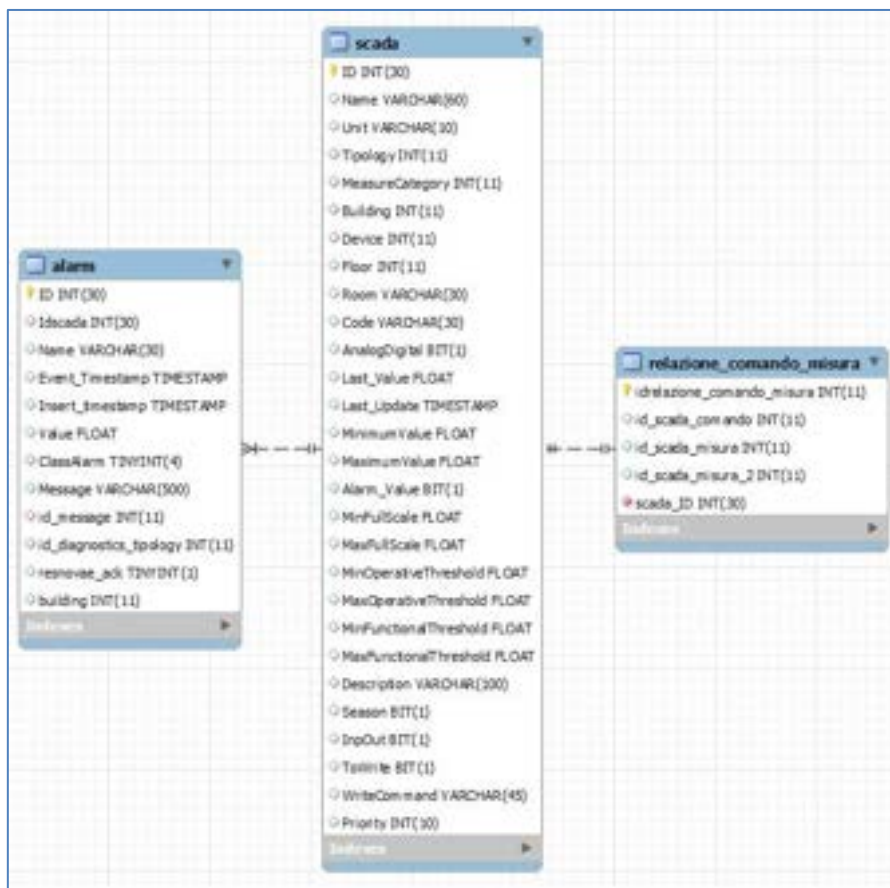 scada
ID INT(30)
Name VARCHAR(60)
Unit VARCHAR(10)
Tipology INT(11)
MeasureCategory INT(11)
Building INT(11)
Device INT(11)
Floor INT(11)
Room VARCHAR(30)
Code VARCHAR(30)
AnalogDigital BIT(1)
Last_Value FLOAT
Last_Update TIMESTAMP
MinimumValue FLOAT
MaximumValue FLOAT
Alarm_Value BIT(1)
MinFullScale FLOAT
MaxFullScale FLOAT
MinOperativeThreshold FLOAT
MaxOperativeThreshold FLOAT
MinFunctionalThreshold FLOAT
MaxFunctionalThreshold FLOAT
Description VARCHAR(100)
Season BIT(1)
InpOut BIT(1)
ToWrite BIT(1)
WriteCommand VARCHAR(45)
Priority INT(10)
Indexes
alarm
ID INT(30)
Idscada INT(30)
Name VARCHAR(30)
Event_Timestamp TIMESTAMP
Insert_timestamp TIMESTAMP
Value FLOAT
ClassAlarm TINYINT(4)
Message VARCHAR(500)
id_message INT(11)
id_diagnostics_tipology INT(11)
resnovae_ack TINYINT(1)
building INT(11)
Indexes
relazione_comando_misura
idrelazione_comando_misura INT(11)
id_scada_comando INT(11)
id_scada_misura INT(11)
id_scada_misura_2 INT(11)
scada_ID INT(30)
Indexes